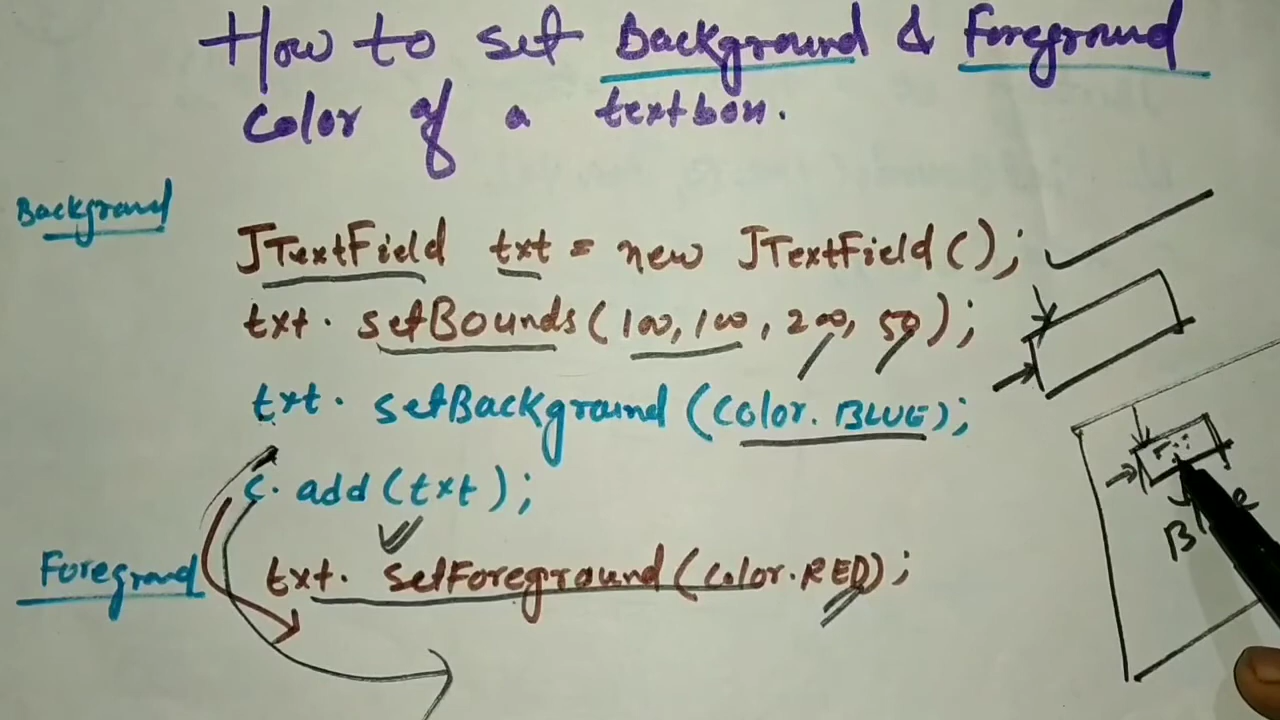 How to set Background & Foreground
Color of a textbox.
Background
JTextField txt = new JTextField();
txt. setBounds(100,100, 200, 50);
txt. setBackground (Color. BLUE);
C. add (txt);
Foreground
txt. setForeground (Color.RED);